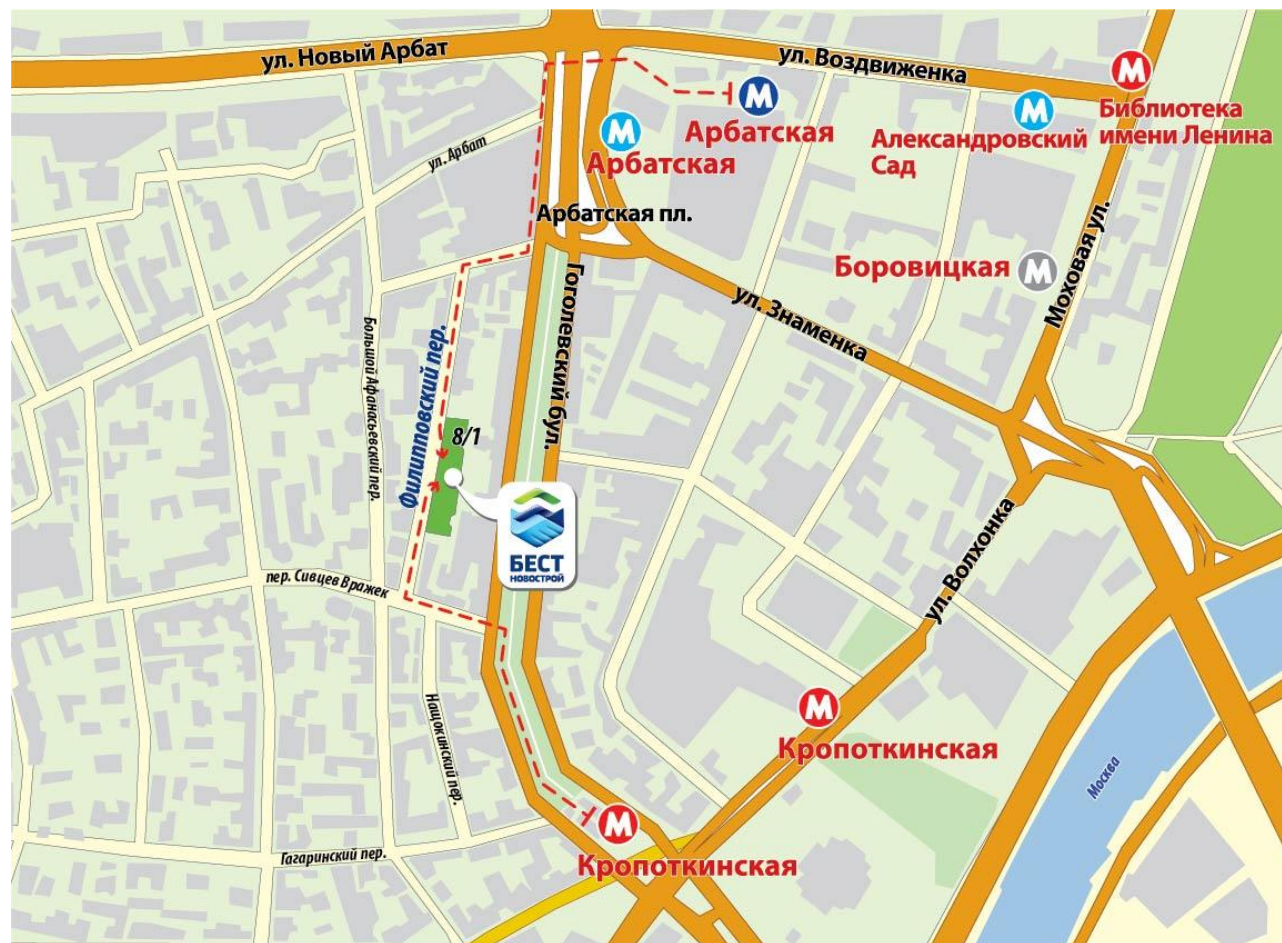 ул. Новый Арбат
ул. Воздвиженка
М
Библиотека
имени Ленина
М
Арбатская
М
Александровский
Сад
М
Арбатская
ул. Арбат
Арбатская пл.
Моховая ул.
Боровицкая М
ул. Знаменка
Гоголевский бул.
Филипповский пер.
Большой Афанасьевский пер.
8/1
БЕСТ
НОВОСТРОЙ
ул. Волхонка
пер. Сивцев Вражек
Нащокинский пер.
М
Кропоткинская
Москва
М
Кропоткинская
Гагаринский пер.